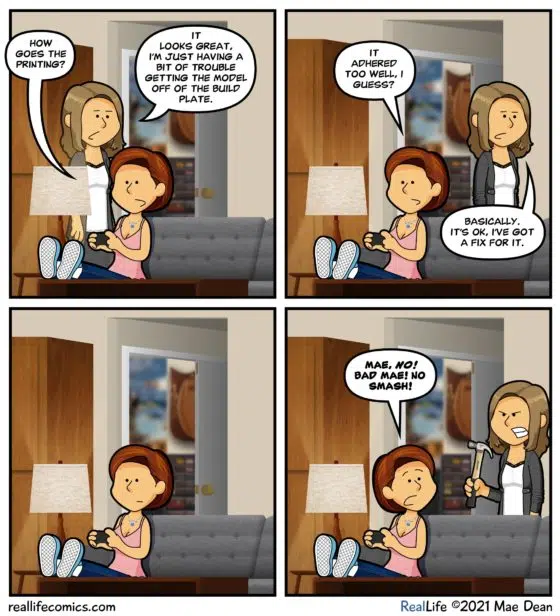 HOW
GOES THE
PRINTING?
IT
LOOKS GREAT,
I'M JUST HAVING A
BIT OF TROUBLE
GETTING THE MODEL
OFF OF THE BUILD
PLATE.
IT
ADHERED
TOO WELL, I
GUESS?
BASICALLY.
IT'S OK, I'VE GOT
A FIX FOR IT.
MAE, NO!
BAD MAE! NO
SMASH!
reallifecomics.com
RealLife ©2021 Mae Dean